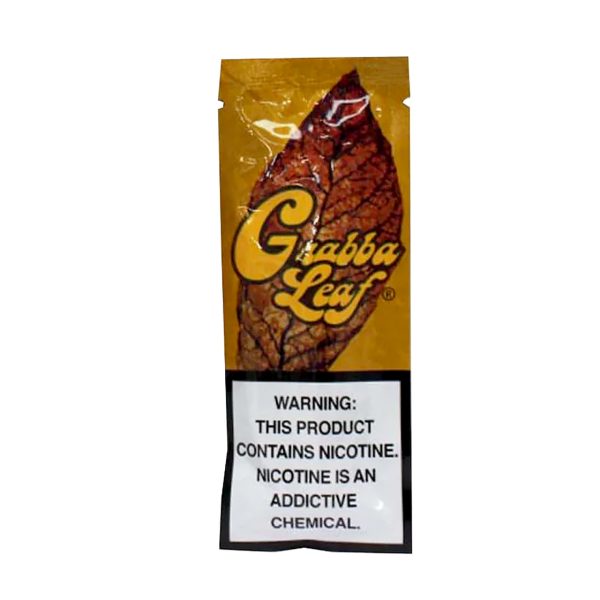 Grabba
Leaf®
WARNING:
THIS PRODUCT
CONTAINS NICOTINE.
NICOTINE IS AN
ADDICTIVE
CHEMICAL.